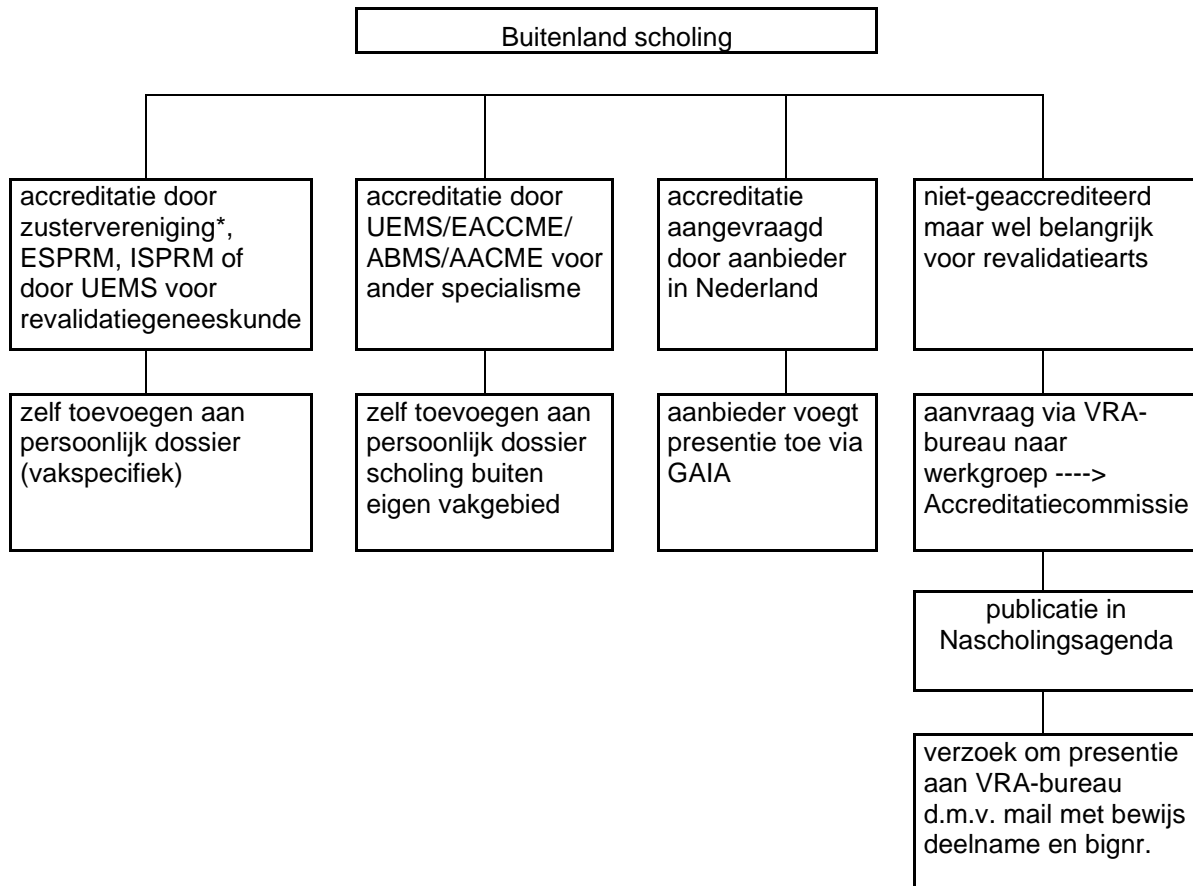 Buitenland scholing
accreditatie door
zustervereniging*,
ESPRM, ISPRM of
door UEMS voor
revalidatiegeneeskunde
accreditatie door
UEMS/EACCME/
ABMS/AACME voor
ander specialisme
accreditatie
aangevraagd
door aanbieder
in Nederland
niet-geaccrediteerd
maar wel belangrijk
voor revalidatiearts
zelf toevoegen aan
persoonlijk dossier
(vakspecifiek)
zelf toevoegen aan
persoonlijk dossier
scholing buiten
eigen vakgebied
aanbieder voegt
presentie toe via
GAIA
aanvraag via VRA-
bureau naar
werkgroep ---->
Accreditatiecommissie
publicatie in
Nascholingsagenda
verzoek om presentie
aan VRA-bureau
d.m.v. mail met bewijs
deelname en bignr.